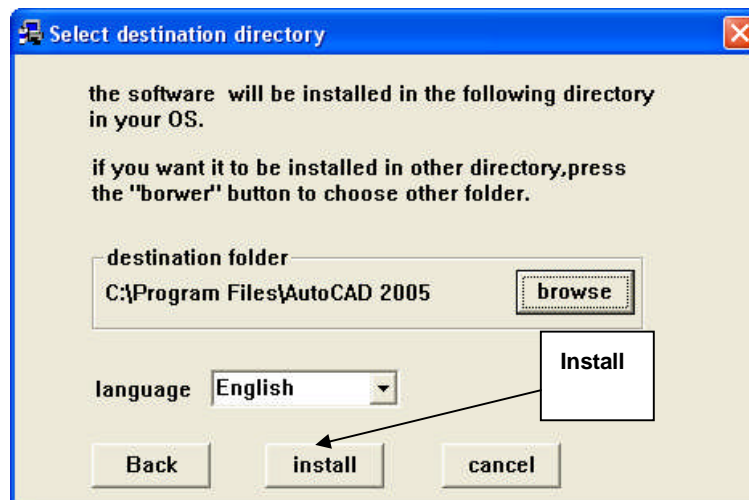 Select destination directory
the software will be installed in the following directory
in your OS.
if you want it to be installed in other directory,press
the "borwer" button to choose other folder.
destination folder
C:\Program Files\AutoCAD 2005
browse
Install
language
English
Back
install
cancel